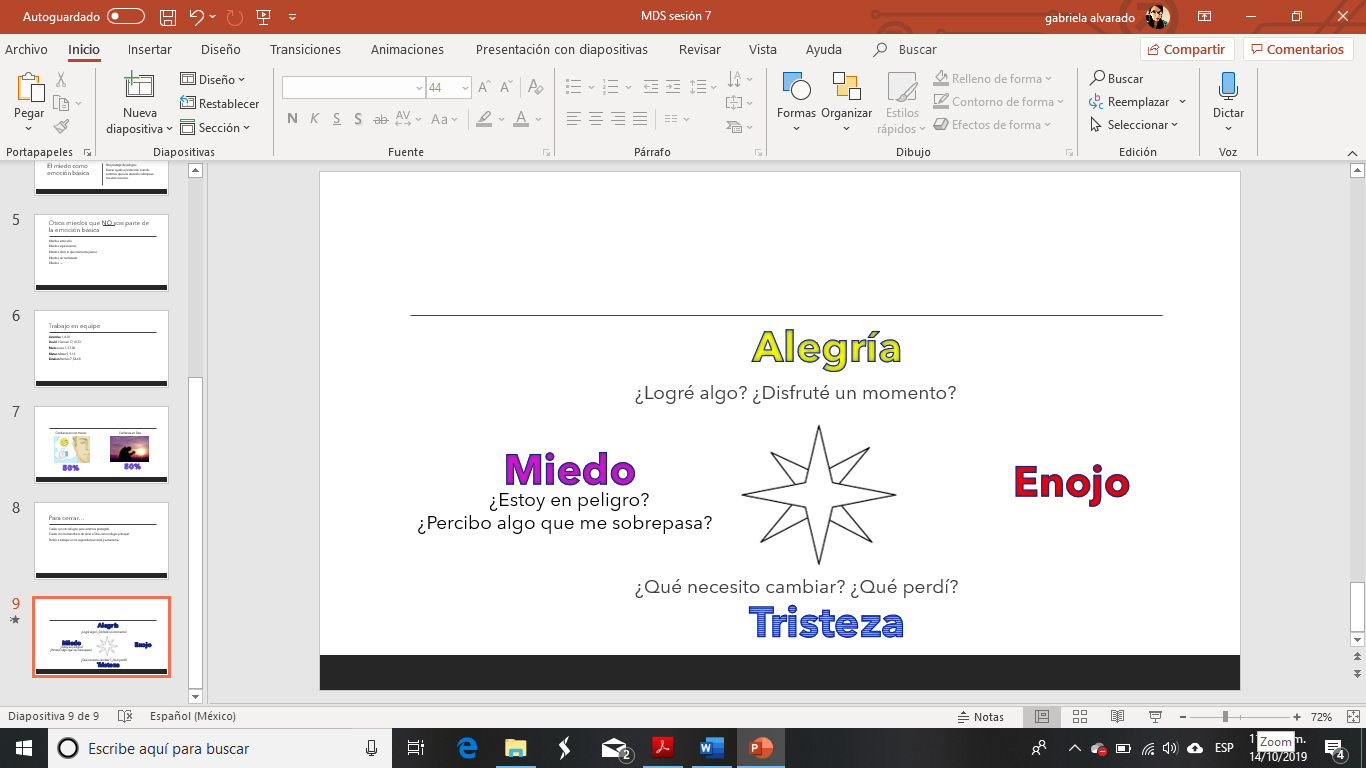 Autoguardado
MDS sesión 7
gabriela alvarado
Archivo Inicio Insertar Diseño Transiciones Animaciones Presentación con diapositivas Revisar Vista Ayuda Buscar
Compartir Comentarios
Pegar
Nueva diapositiva
Diseño
Restablecer
Sección
44
N K S S ab AV Aa
A
Formas Organizar Estilos rápidos
Relleno de forma
Contorno de forma
Efectos de forma
Buscar
Reemplazar
Seleccionar
Dictar
Portapapeles Diapositivas Fuente Párrafo Dibujo Edición Voz
El miedo como
emoción básica
5
Otros miedos que NO son parte de
la emoción básica
6
Trabajo en equipo
7
50% 50%
8
Para cerrar...
9
Alegría
¿Logré algo? ¿Disfruté un momento?
Miedo
¿Estoy en peligro?
¿Percibo algo que me sobrepasa?
Enojo
¿Qué necesito cambiar? ¿Qué perdí?
Tristeza
Diapositiva 9 de 9 Español (México) Notas 72%
Escribe aquí para buscar
2
ESP
Zoom
14/10/2019
4